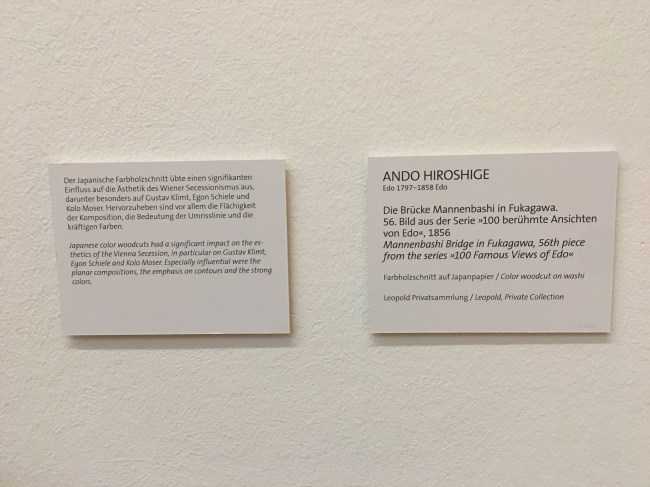 Der Japanische Farbholzschnitt übte einen signifikanten
Einfluss auf die Ästhetik des Wiener Secessionismus aus,
darunter besonders auf Gustav Klimt, Egon Schiele und
Kolo Moser. Hervorzuheben sind vor allem die Flächigkeit
der Komposition, die Bedeutung der Umrisslinie und die
kräftigen Farben.
Japanese color woodcuts had a significant impact on the es-
thetics of the Vienna Secession, in particular on Gustav Klimt,
Egon Schiele and Kolo Moser. Especially influential were the
planar compositions, the emphasis on contours and the strong
colors.
ANDO HIROSHIGE
Edo 1797–1858 Edo
Die Brücke Mannenbashi in Fukagawa.
56. Bild aus der Serie »100 berühmte Ansichten
von Edo«, 1856
Mannenbashi Bridge in Fukagawa, 56th piece
from the series »100 Famous Views of Edo«
Farbholzschnitt auf Japanpapier / Color woodcut on washi
Leopold Privatsammlung / Leopold, Private Collection